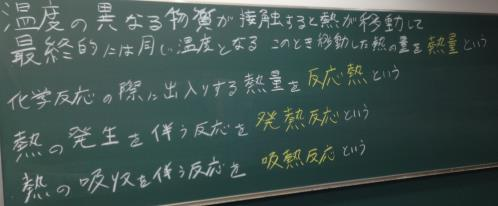 温度の異なる物質が接触すると熱が移動して
最終的には同じ温度となる このとき移動した熱の量を熱量という
化学反応の際に出入りする熱量を反応熱という
熱の発生を伴う反応を発熱反応という
熱の吸収を伴う反応を吸熱反応という